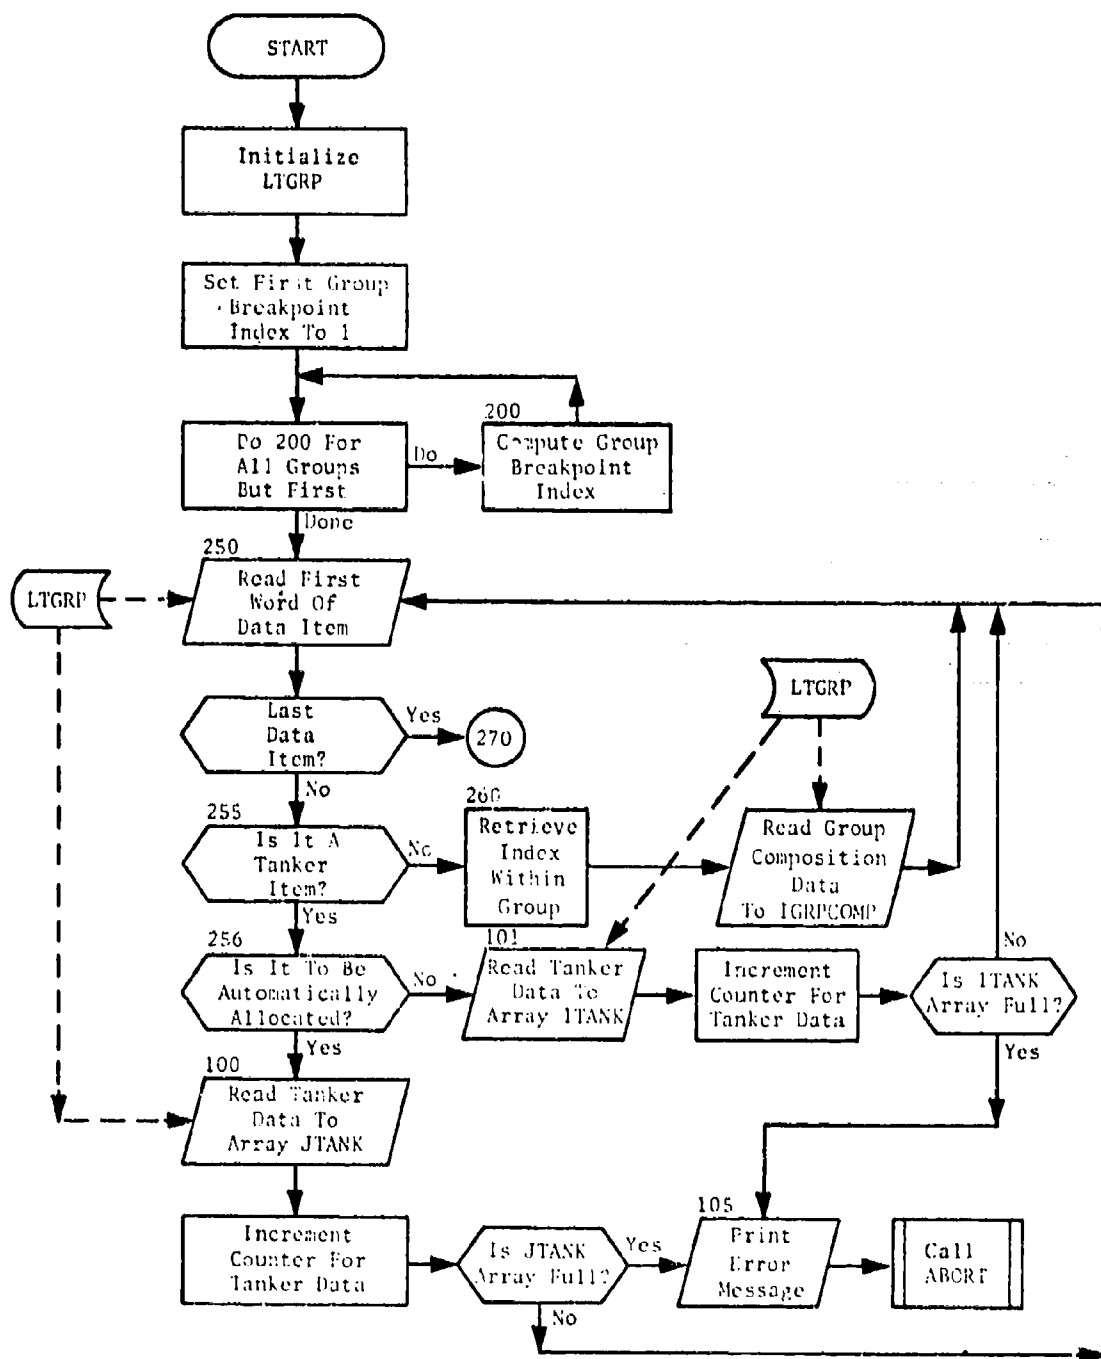 START
Initialize
LTGRP
Set First Group
Breakpoint
Index To 1
200
Do 200 For
All Groups
But First
Do
Compute Group
Breakpoint
Index
Done
250
LTGRP
Read First
Word Of
Data Item
LTGRP
Last
Data
Item?
Yes
270
No
255
Is It A
Tanker
Item?
No
260
Retrieve
Index
Within
Group
Read Group
Composition
Data
To IGRPCOMP
Yes
256
Is It To Be
Automatically
Allocated?
No
101
Read Tanker
Data To
Array ITANK
Increment
Counter For
Tanker Data
No
Is ITANK
Array Full?
Yes
Yes
100
Read Tanker
Data To
Array JTANK
Increment
Counter For
Tanker Data
Is JTANK
Array Full?
Yes
105
Print
Error
Message
Call
ABORT
No